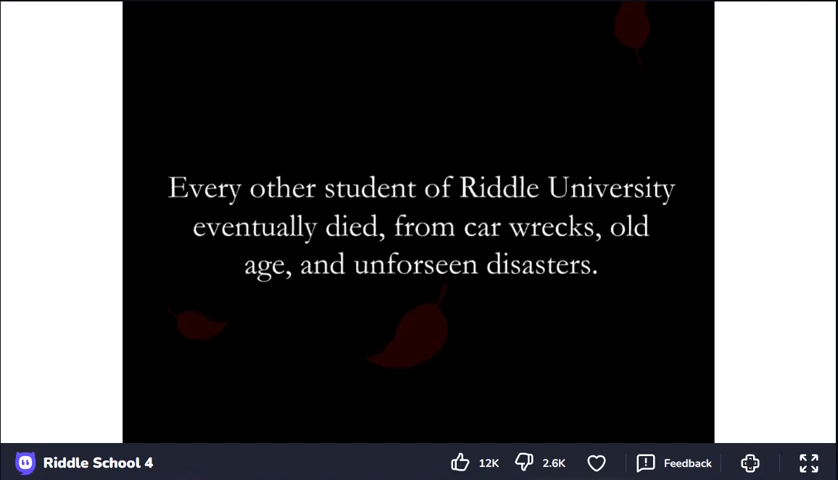 Every other student of Riddle University
eventually died, from car wrecks, old
age, and unforseen disasters.
Riddle School 4
12K
2.6K
Feedback